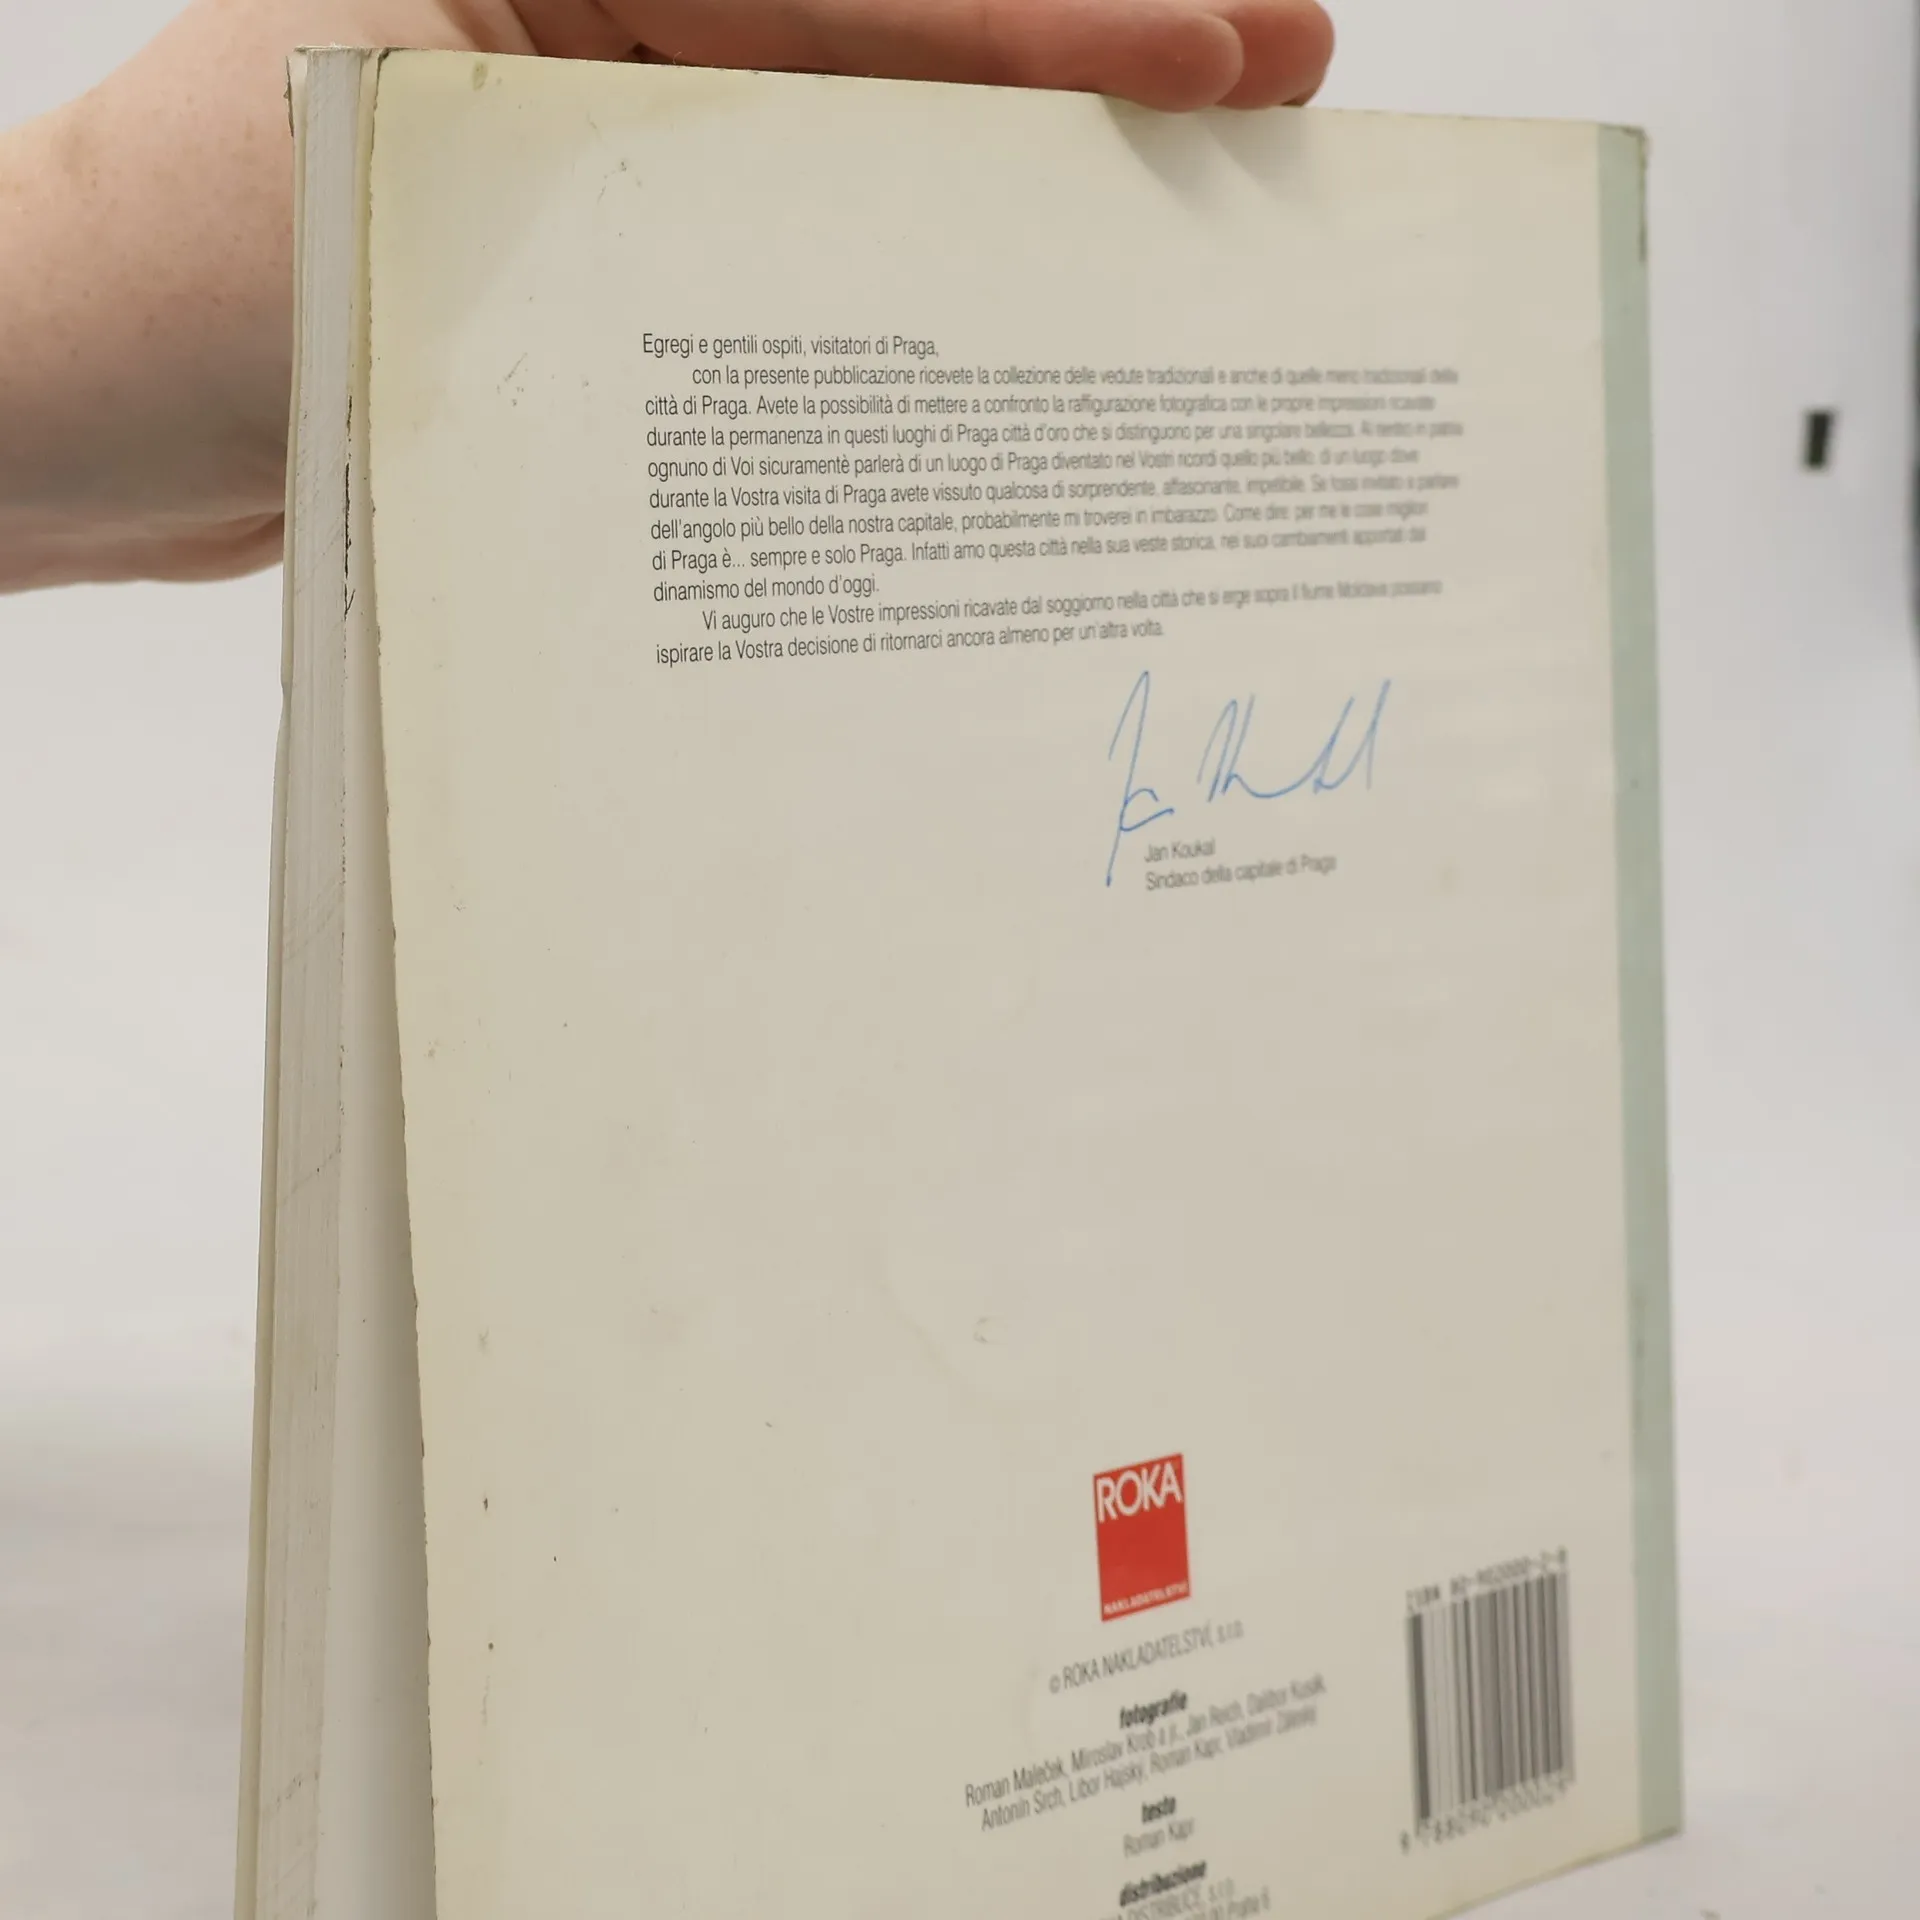 Egregi e gentili ospiti, visitatori di Praga,
con la presente pubblicazione ricevete la collezione delle vedute tradizionali e anche di quelle meno tradizionali della
città di Praga. Avete la possibilità di mettere a confronto la raffigurazione fotografica con le proprie impressioni ricavate
durante la permanenza in questi luoghi di Praga città d'oro che si distinguono per una singolare bellezza. Al rientro in patria
ognuno di Voi sicuramentè parlerà di un luogo di Praga diventato nel Vostri ricordi quello più bello, di un luogo dove
durante la Vostra visita di Praga avete vissuto qualcosa di sorprendente, affascinante, Se fossi invitato a parlare
dell'angolo più bello della nostra capitale, probabilmente mi troverei in imbarazzo. Come dire: per me le cose migliori
di Praga è... sempre e solo Praga. Infatti amo questa città nella sua veste storica, nei suoi cambiamenti apportati dal
dinamismo del mondo d'oggi.
Vi auguro che le Vostre impressioni ricavate dal soggiorno nella città che si erge sopra il fiume Moldava possano
ispirare la Vostra decisione di ritornarci ancora almeno per un'altra volta.
Jan Koukal
Sindaco della capitale di Praga
ROKA
NAKLADATELSTVÍ
© ROKA NAKLADATELSTVÍ, s.r.o.
fotografie
Roman Maleček, Miroslav Krob a jr., Jan Reich, Dalibor Kusák,
Antonín Srch, Libor Hajský, Roman Kapr, Vladimír
testo
Roman Kapr
distribuzione
DISTRIBUCE, s.r.o.
Praha 6
ISBN